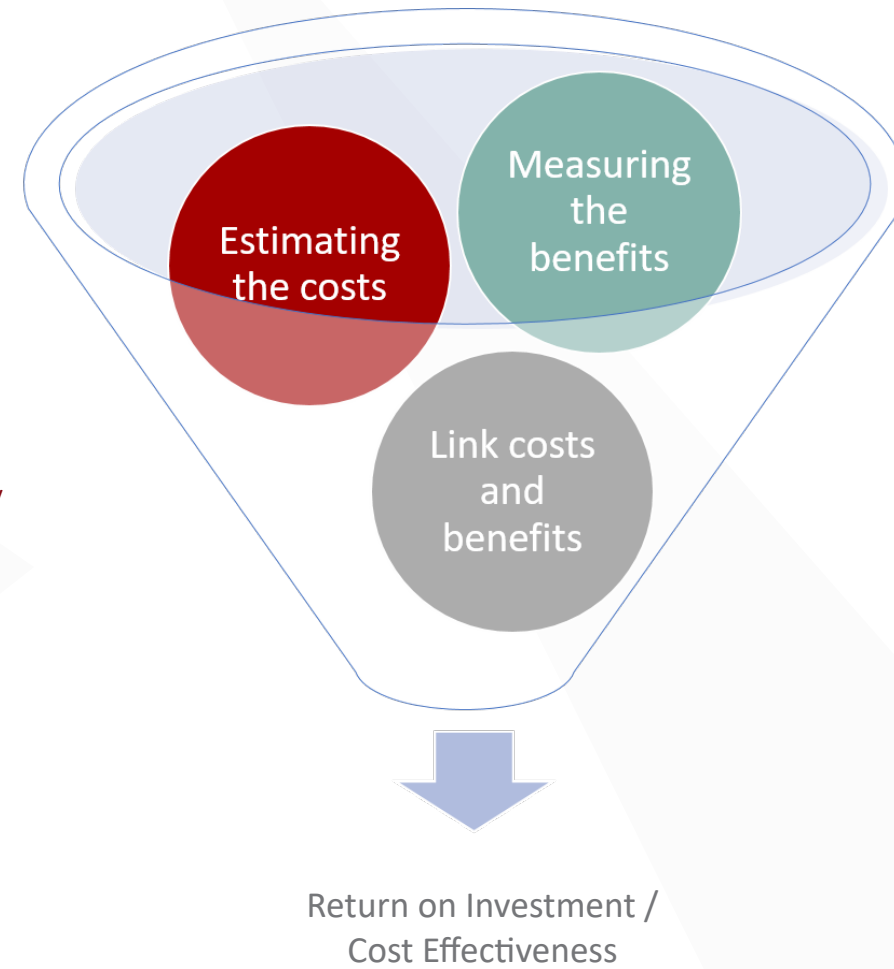 Measuring
the
benefits
Estimating
the costs
Link costs
and
benefits
Return on Investment /
Cost Effectiveness